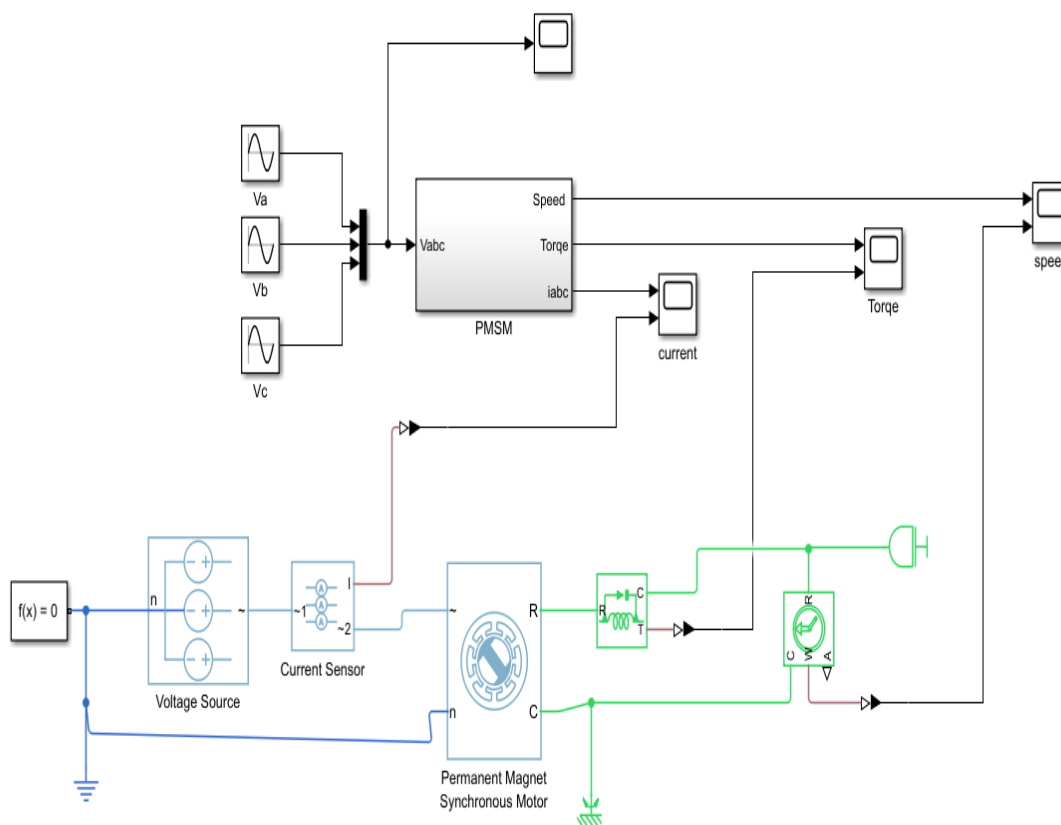 Va
Vb
Vc
Vabc
Speed
Torqe
iabc
PMSM
current
Torqe
spee
f(x) = 0
n
~
Voltage Source
~1
I
~2
Current Sensor
A
A
A
~
n
R
C
Permanent Magnet
Synchronous Motor
R
C
T
R
C
W
A